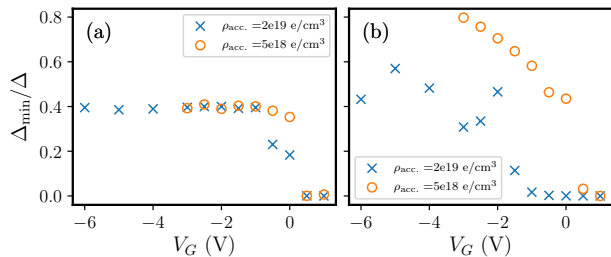 (a)
ρacc. =2e19 e/cm³
ρacc. =5e18 e/cm³
(b)
Δmin/Δ
0.8
0.6
0.4
0.2
0.0
ρacc. =2e19 e/cm³
ρacc. =5e18 e/cm³
−6 −4 −2 0 −6 −4 −2 0
VG (V) VG (V)